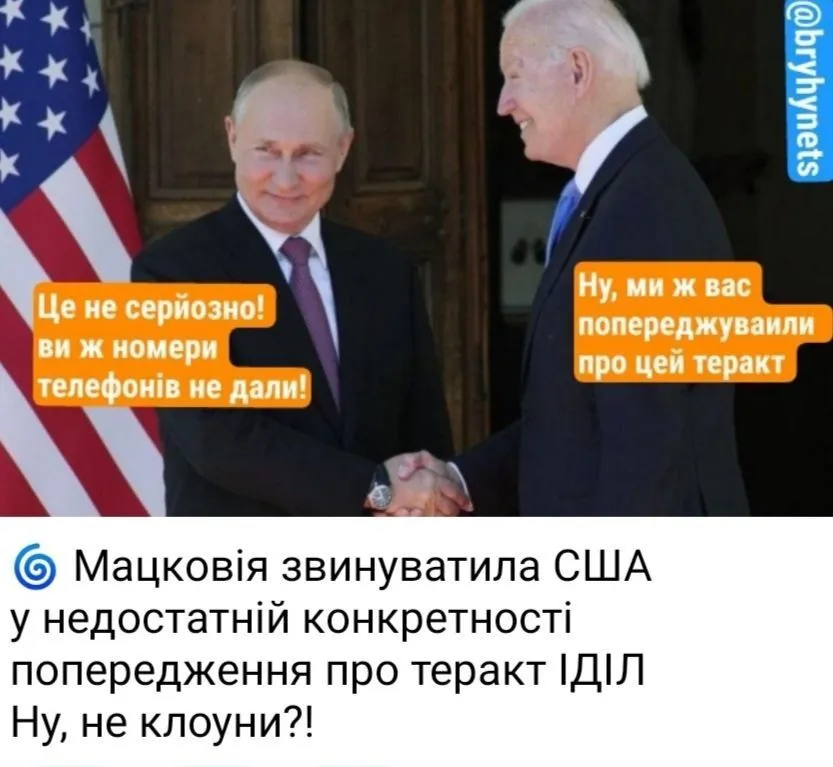 @bryhynets
Це не серйозно!
ви ж номери
телефонів не дали!
Ну, ми ж вас
попереджуваили
про цей теракт
🌀 Мацковія звинуватила США
у недостатній конкретності
попередження про теракт ІДІЛ
Ну, не клоуни?!